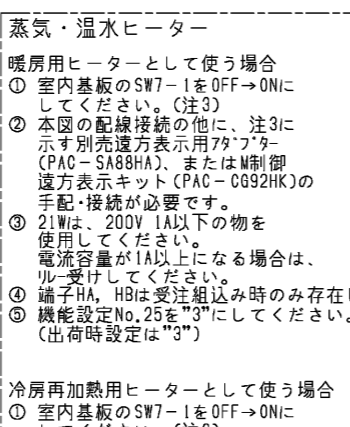 蒸気・温水ヒーター
暖房用ヒーターとして使う場合
① 室内基板のSW7-1をOFF→ONに
してください。(注3)
② 本図の配線接続の他に、注3に
示す別売遠方表示用ｱﾀﾞﾌﾟﾀｰ
(PAC-SA88HA)、またはM制御
遠方表示キット(PAC-CG92HK)の
手配・接続が必要です。
③ 21Wは、200V 1A以下の物を
使用してください。
電流容量が1A以上になる場合は、
ﾘﾚｰ受けしてください。
④ 端子HA, HBは受注組込み時のみ存在
⑤ 機能設定No.25を"3"にしてください。
(出荷時設定は"3")
冷房再加熱用ヒーターとして使う場合
① 室内基板のSW7-1をOFF→ONに